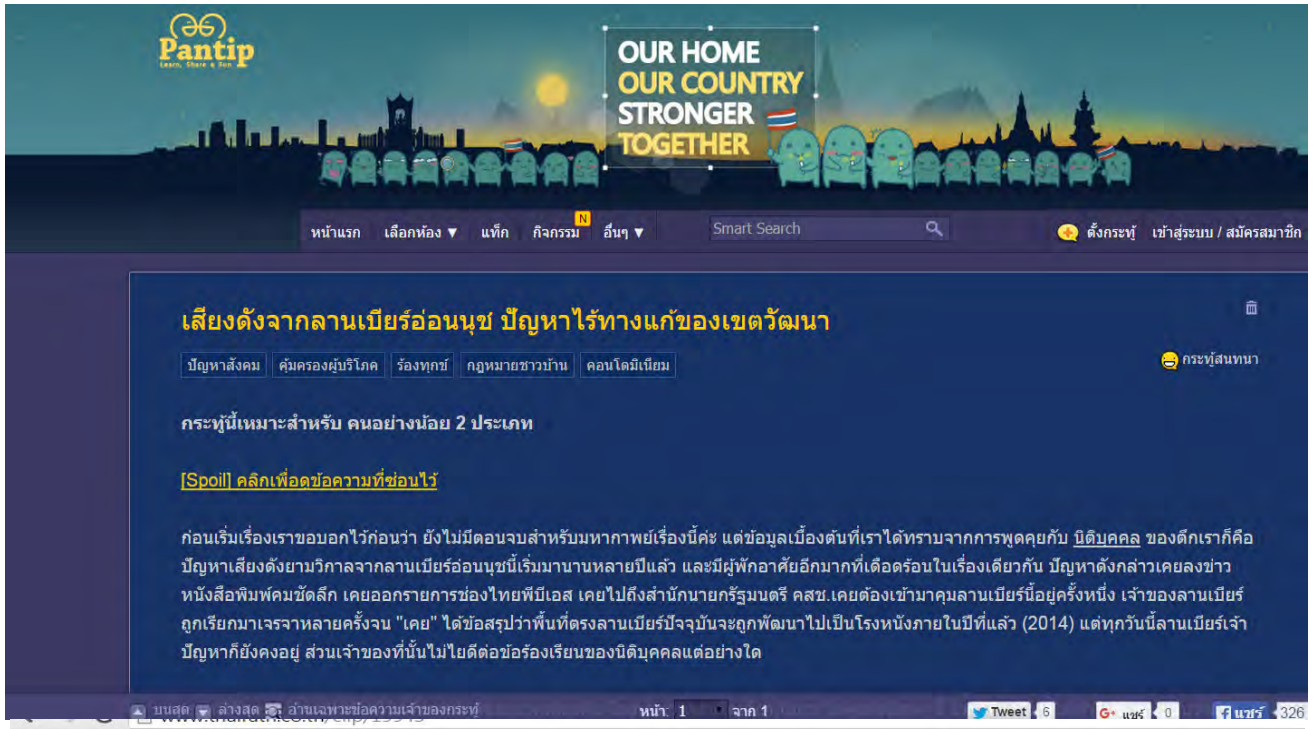 Pantip
Learn, Share & Fun
OUR HOME
OUR COUNTRY
STRONGER
TOGETHER
หน้าแรก เลือกห้อง ▼ แท็ก กิจกรรม N อื่นๆ ▼ Smart Search ตั้งกระทู้ เข้าสู่ระบบ / สมัครสมาชิก
เสียงดังจากลานเบียร์อ่อนนุช ปัญหาไร้ทางแก้ของเขตวัฒนา
ปัญหาสังคม คุ้มครองผู้บริโภค ร้องทุกข์ กฎหมายชาวบ้าน คอนโดมิเนียม
กระทู้สนทนา
กระทู้นี้เหมาะสำหรับ คนอย่างน้อย 2 ประเภท
[Spoil] คลิกเพื่อดูข้อความที่ซ่อนไว้
ก่อนเริ่มเรื่องเราขอบอกไว้ก่อนว่า ยังไม่มีตอนจบสำหรับมหากาพย์เรื่องนี้ค่ะ แต่ข้อมูลเบื้องต้นที่เราได้ทราบจากการพูดคุยกับ นิติบุคคล ของตึกเราก็คือ
ปัญหาเสียงดังยามวิกาลจากลานเบียร์อ่อนนุชนี้เริ่มมานานหลายปีแล้ว และมีผู้พักอาศัยอีกมากที่เดือดร้อนในเรื่องเดียวกัน ปัญหาดังกล่าวเคยลงข่าว
หนังสือพิมพ์คมชัดลึก เคยออกรายการช่องไทยพีบีเอส เคยไปถึงสำนักนายกรัฐมนตรี คสช.เคยต้องเข้ามาคุมลานเบียร์นี้อยู่ครั้งหนึ่ง เจ้าของลานเบียร์
ถูกเรียกมาเจรจาหลายครั้งจน "เคย" ได้ข้อสรุปว่าพื้นที่ตรงลานเบียร์ปัจจุบันจะถูกพัฒนาไปเป็นโรงหนังภายในปีที่แล้ว (2014) แต่ทุกวันนี้ลานเบียร์เจ้า
ปัญหาก็ยังคงอยู่ ส่วนเจ้าของที่นั้นไม่ไยดีต่อข้อร้องเรียนของนิติบุคคลแต่อย่างใด
บนสุด ล่างสุด อ่านเฉพาะข้อความเจ้าของกระทู้ หน้า: 1 จาก 1 Tweet 6 G+ แชร์ 0 f แชร์ 326